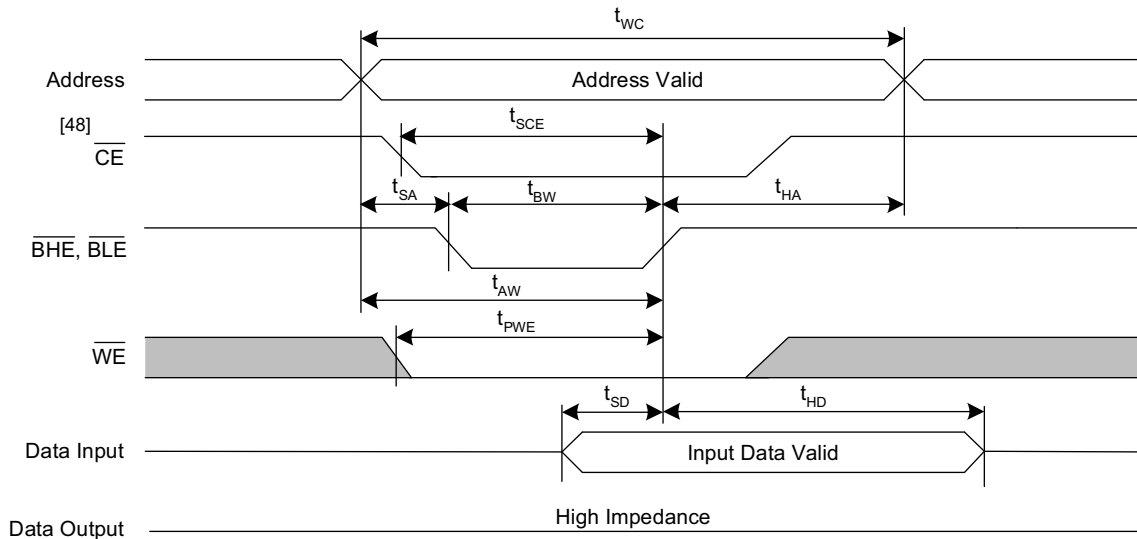 tWC
Address
Address Valid
[48]
CE
tSCE
tSA
tBW
tHA
BHE, BLE
tAW
tPWE
WE
tSD
tHD
Data Input
Input Data Valid
Data Output
High Impedance